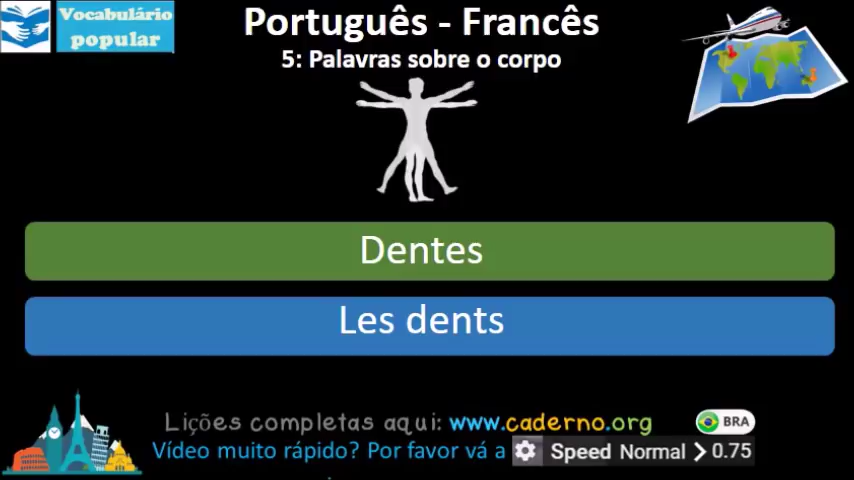 Vocabulário
popular
Português - Francês
5: Palavras sobre o corpo
Dentes
Les dents
Lições completas aqui: www.caderno.org
BRA
Vídeo muito rápido? Por favor vá a Speed Normal > 0.75